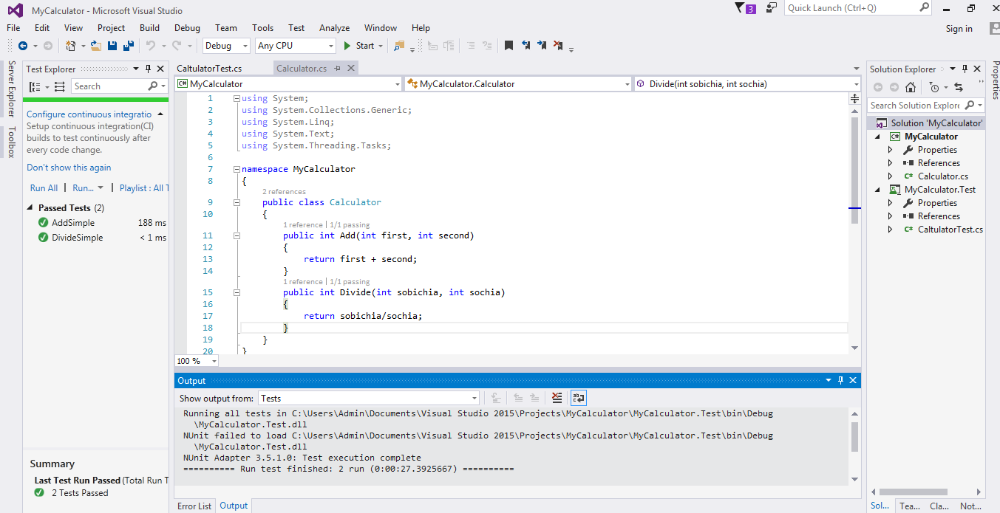 MyCalculator - Microsoft Visual Studio
3
Quick Launch (Ctrl+Q)
File Edit View Project Build Debug Team Tools Test Analyze Window Help
Sign in
Debug Any CPU Start
Server Explorer
Toolbox
Test Explorer
Search
Configure continuous integratio
Setup continuous integration(CI)
builds to test continuously after
every code change.
Don't show this again
Run All | Run... | Playlist : All T
Passed Tests (2)
AddSimple 188 ms
DivideSimple < 1 ms
Summary
Last Test Run Passed (Total Run T
2 Tests Passed
CaltulatorTest.cs Calculator.cs
MyCalculator MyCalculator.Calculator Divide(int sobichia, int sochia)
1 using System;
2 using System.Collections.Generic;
3 using System.Linq;
4 using System.Text;
5 using System.Threading.Tasks;
6
7 namespace MyCalculator
8 {
2 references
9 public class Calculator
10 {
1 reference | 1/1 passing
11 public int Add(int first, int second)
12 {
13 return first + second;
14 }
1 reference | 1/1 passing
15 public int Divide(int sobichia, int sochia)
16 {
17 return sobichia/sochia;
18 }
19 }
20 }
100 %
Output
Show output from: Tests
Running all tests in C:\Users\Admin\Documents\Visual Studio 2015\Projects\MyCalculator\MyCalculator.Test\bin\Debug
\MyCalculator.Test.dll
NUnit failed to load C:\Users\Admin\Documents\Visual Studio 2015\Projects\MyCalculator\MyCalculator.Test\bin\Debug
\MyCalculator.Test.dll
NUnit Adapter 3.5.1.0: Test execution complete
========== Run test finished: 2 run (0:00:27.3925667) ==========
Error List Output
Solution Explorer
Search Solution Explore
Solution 'MyCalculator'
C# MyCalculator
Properties
References
C# Calculator.cs
MyCalculator.Test
Properties
References
C# CaltulatorTest.cs
Sol... Tea... Cla... Not...
Properties